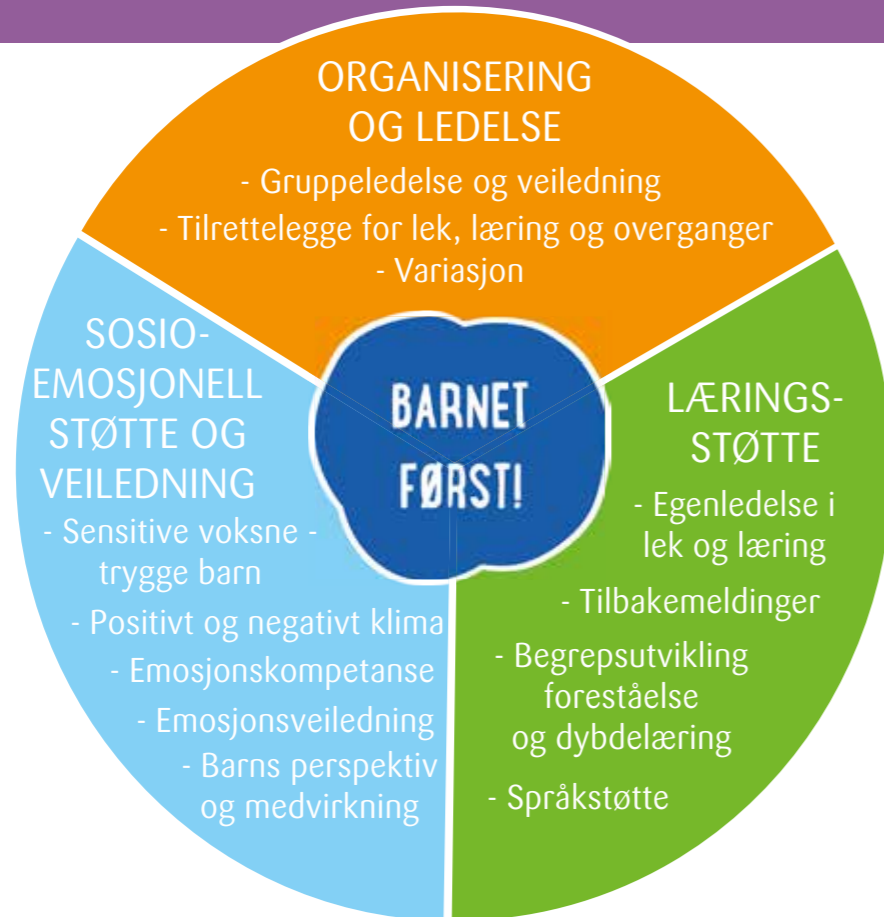 ORGANISERING
OG LEDELSE
- Gruppeledelse og veiledning
- Tilrettelegge for lek, læring og overganger
- Variasjon
SOSIO-
EMOSJONELL
STØTTE OG
VEILEDNING
- Sensitive voksne -
trygge barn
- Positivt og negativt klima
- Emosjonskompetanse
- Emosjonsveiledning
- Barns perspektiv
og medvirkning
BARNET
FØRST!
LÆRINGS-
STØTTE
- Egenledelse i
lek og læring
- Tilbakemeldinger
- Begrepsutvikling
foreståelse
og dybdelæring
- Språkstøtte